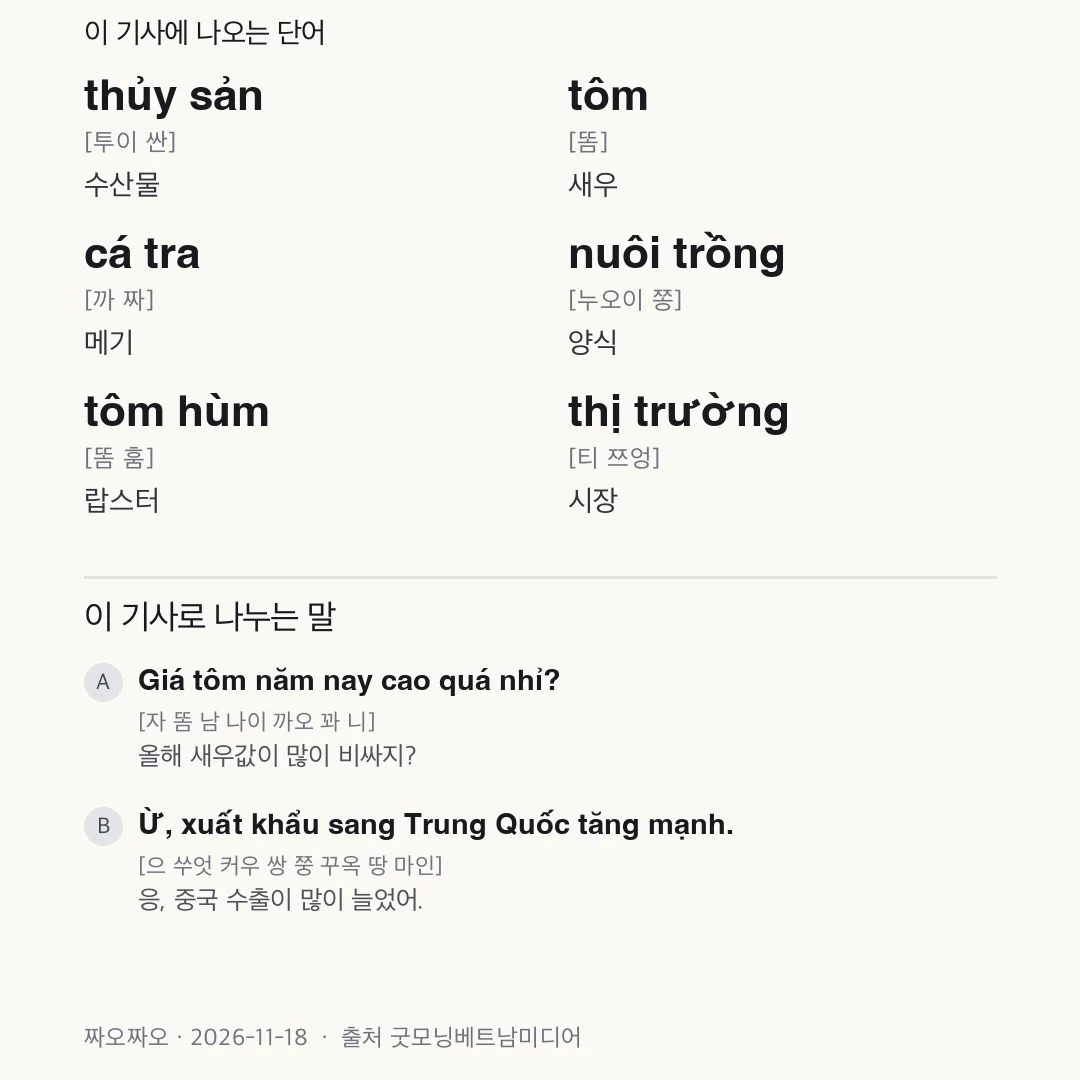 이 기사에 나오는 단어
thủy sản
[투이 싼]
수산물
tôm
[똠]
새우
cá tra
[까 짜]
메기
nuôi trồng
[누오이 쫑]
양식
tôm hùm
[똠 훔]
랍스터
thị trường
[티 쯔엉]
시장
이 기사로 나누는 말
A Giá tôm năm nay cao quá nhỉ?
[자 똠 남 나이 까오 꽈 니]
올해 새우값이 많이 비싸지?
B Ừ, xuất khẩu sang Trung Quốc tăng mạnh.
[으 쑤엇 커우 쌍 쭝 꾸옥 땅 마인]
응, 중국 수출이 많이 늘었어.
짜오짜오 · 2026-11-18 · 출처 굿모닝베트남미디어